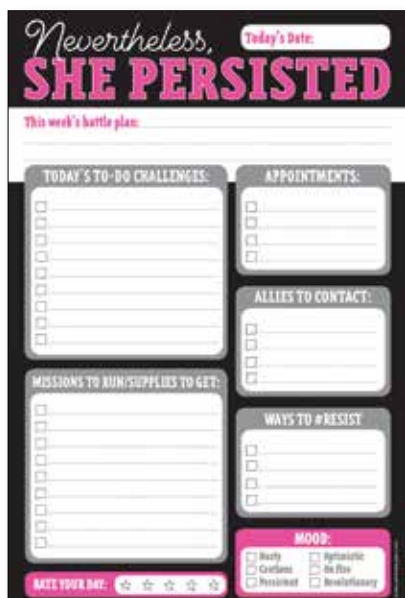 Nevertheless,
Today's Date:
SHE PERSISTED
This week's battle plan:
TODAY'S TO-DO CHALLENGES:
APPOINTMENTS:
ALLIES TO CONTACT:
MISSIONS TO RUN/SUPPLIES TO GET:
WAYS TO #RESIST
MOOD:
Nasty Optimistic
Cautious On Fire
Persistent Revolutionary
RATE YOUR DAY: